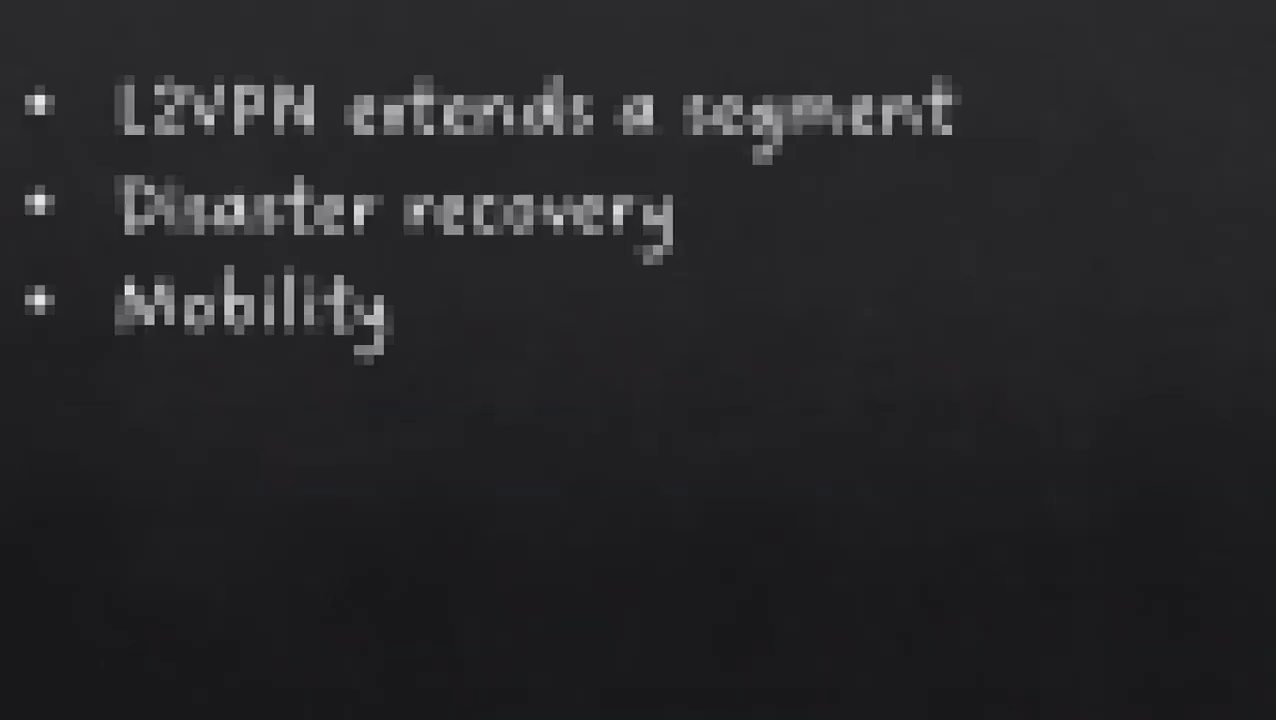 • L2VPN extends a segment
• Disaster recovery
• Mobility